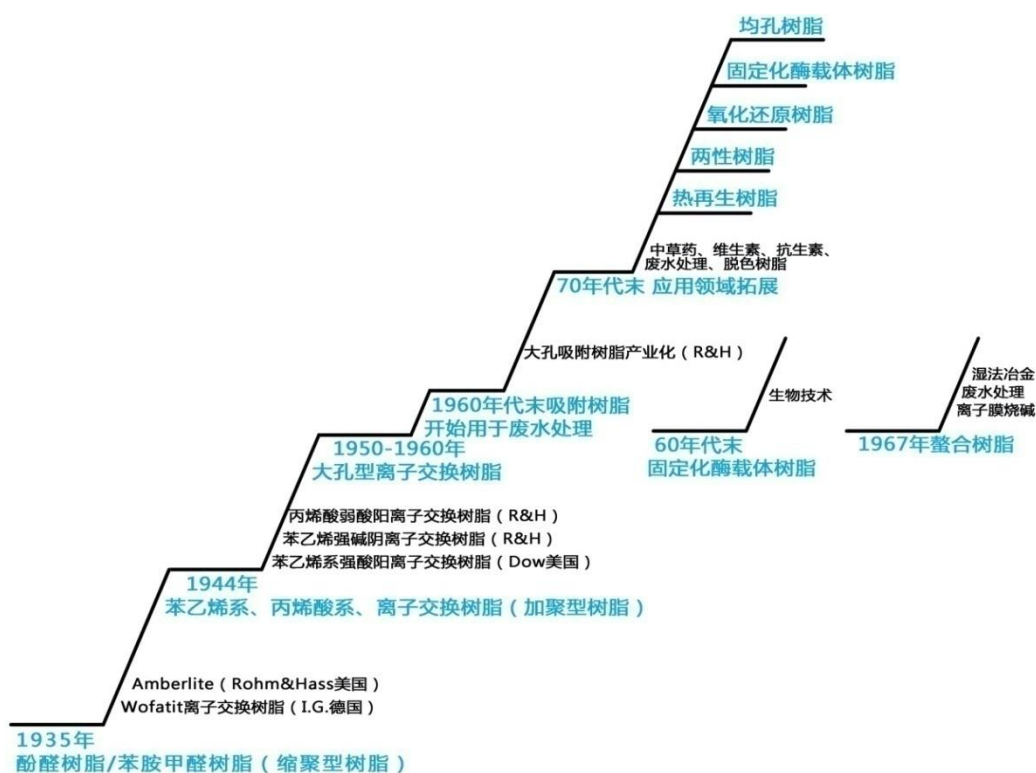 均孔树脂
固定化酶载体树脂
氧化还原树脂
两性树脂
热再生树脂
中草药、维生素、抗生素、
废水处理、脱色树脂
70年代末 应用领域拓展
大孔吸附树脂产业化（R&H）
1960年代末吸附树脂
开始用于废水处理
生物技术
60年代末
固定化酶载体树脂
湿法冶金
废水处理
离子膜烧碱
1967年螯合树脂
1950-1960年
大孔型离子交换树脂
丙烯酸弱酸阳离子交换树脂（R&H）
苯乙烯强碱阴离子交换树脂（R&H）
苯乙烯系强酸阳离子交换树脂（Dow美国）
1944年
苯乙烯系、丙烯酸系、离子交换树脂（加聚型树脂）
Amberlite（Rohm&Hass美国）
Wofatit离子交换树脂（I.G.德国）
1935年
酚醛树脂/苯胺甲醛树脂（缩聚型树脂）